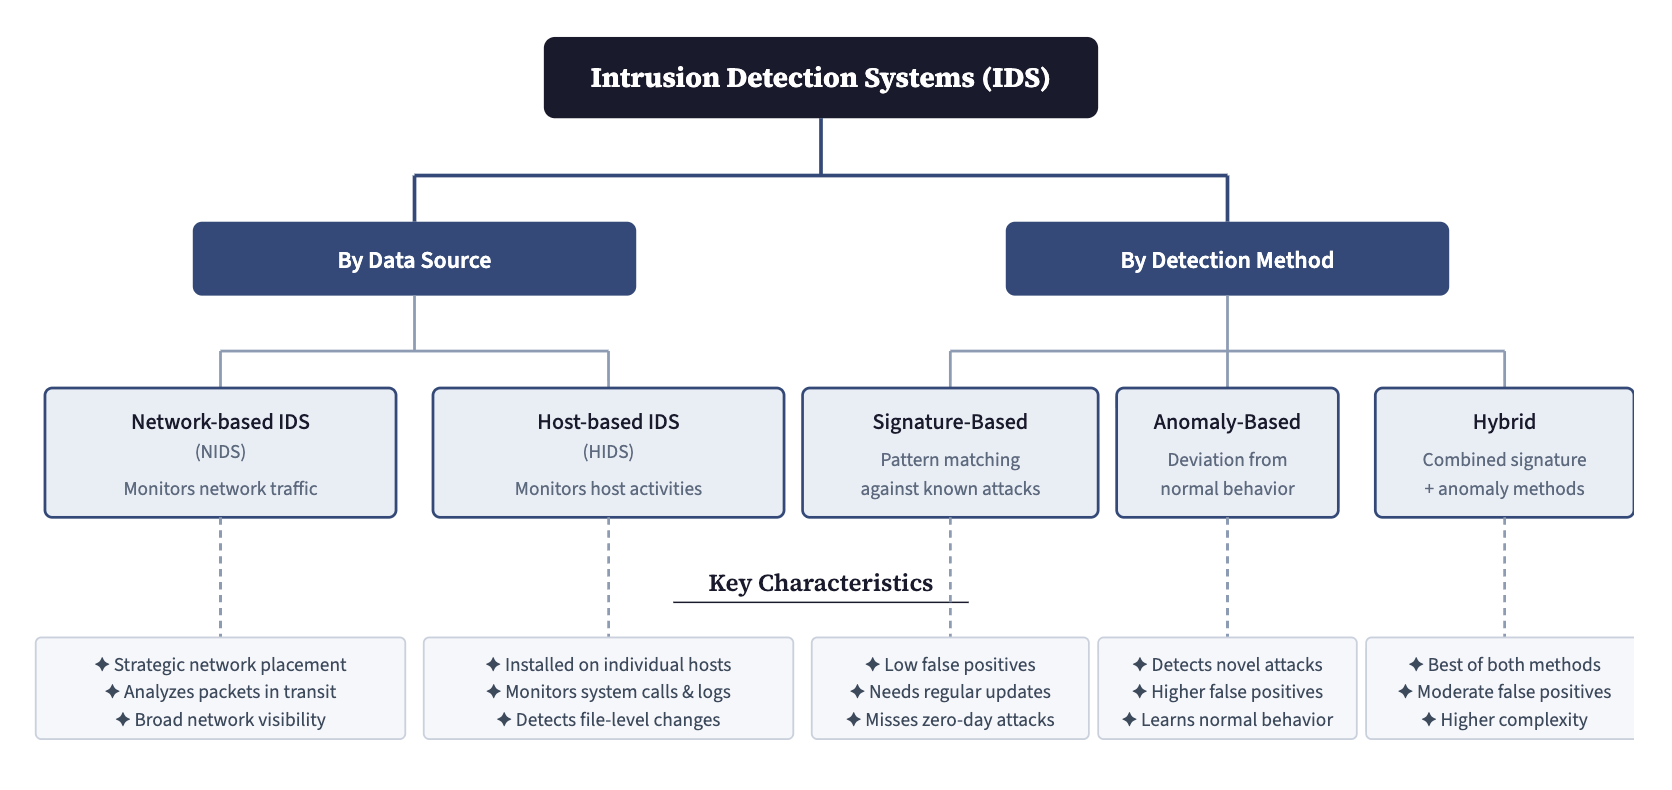 Intrusion Detection Systems (IDS)
By Data Source
By Detection Method
Network-based IDS
(NIDS)
Monitors network traffic
Host-based IDS
(HIDS)
Monitors host activities
Signature-Based
Pattern matching
against known attacks
Anomaly-Based
Deviation from
normal behavior
Hybrid
Combined signature
+ anomaly methods
Key Characteristics
✦ Strategic network placement
✦ Analyzes packets in transit
✦ Broad network visibility
✦ Installed on individual hosts
✦ Monitors system calls & logs
✦ Detects file-level changes
✦ Low false positives
✦ Needs regular updates
✦ Misses zero-day attacks
✦ Detects novel attacks
✦ Higher false positives
✦ Learns normal behavior
✦ Best of both methods
✦ Moderate false positives
✦ Higher complexity